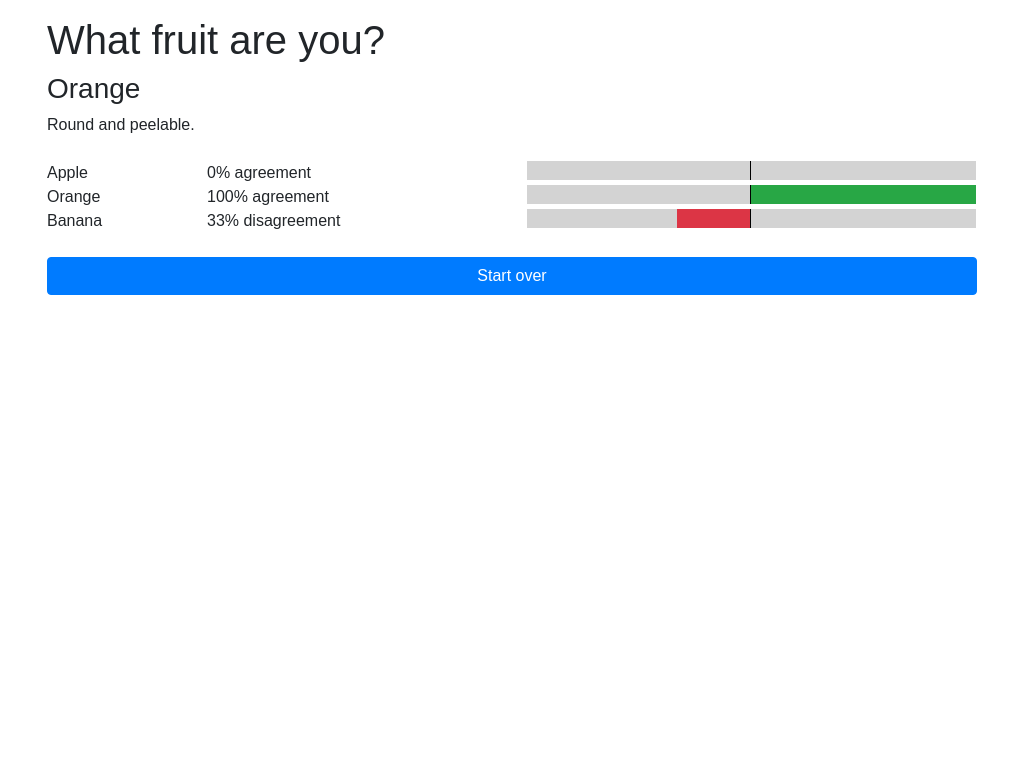 What fruit are you?
Orange
Round and peelable.
Apple 0% agreement
Orange 100% agreement
Banana 33% disagreement
Start over